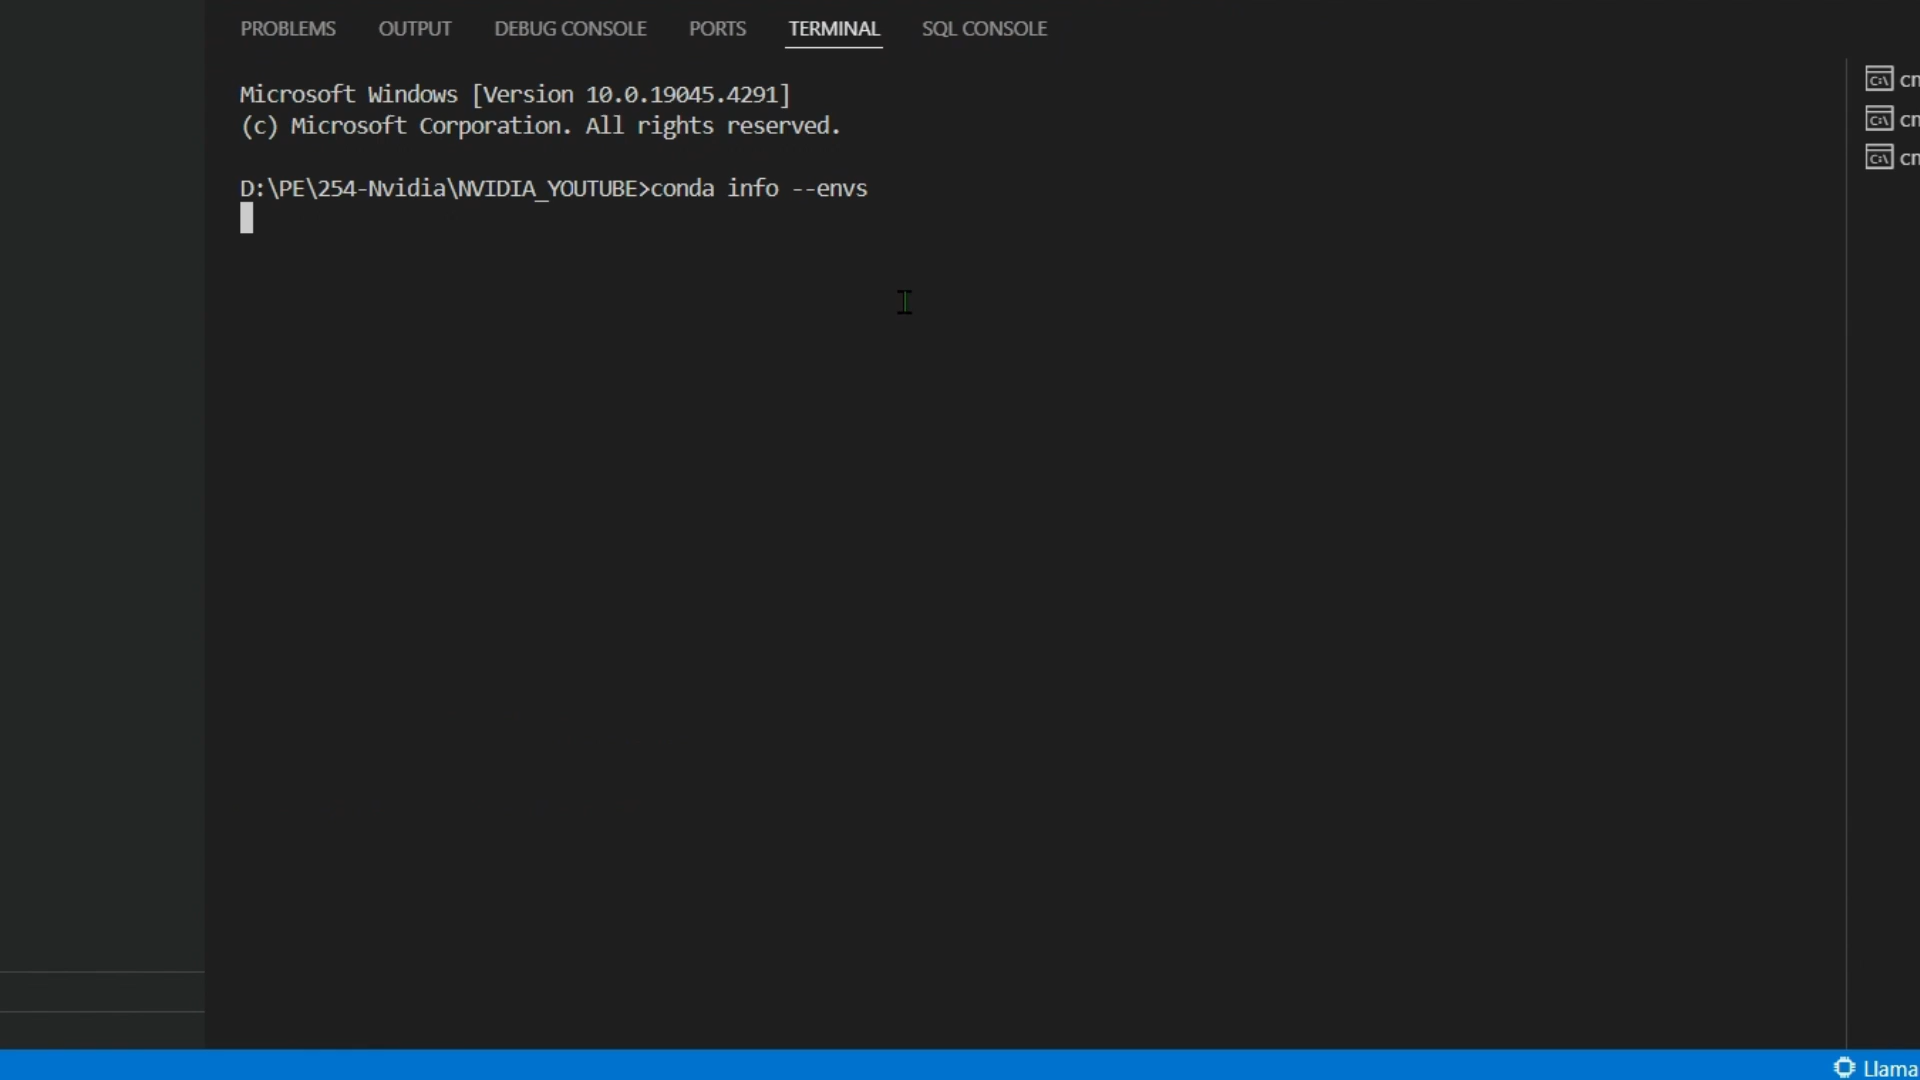 PROBLEMS OUTPUT DEBUG CONSOLE PORTS TERMINAL SQL CONSOLE
Microsoft Windows [Version 10.0.19045.4291]
(c) Microsoft Corporation. All rights reserved.
D:\PE\254-Nvidia\NVIDIA_YOUTUBE>conda info --envs
Llama